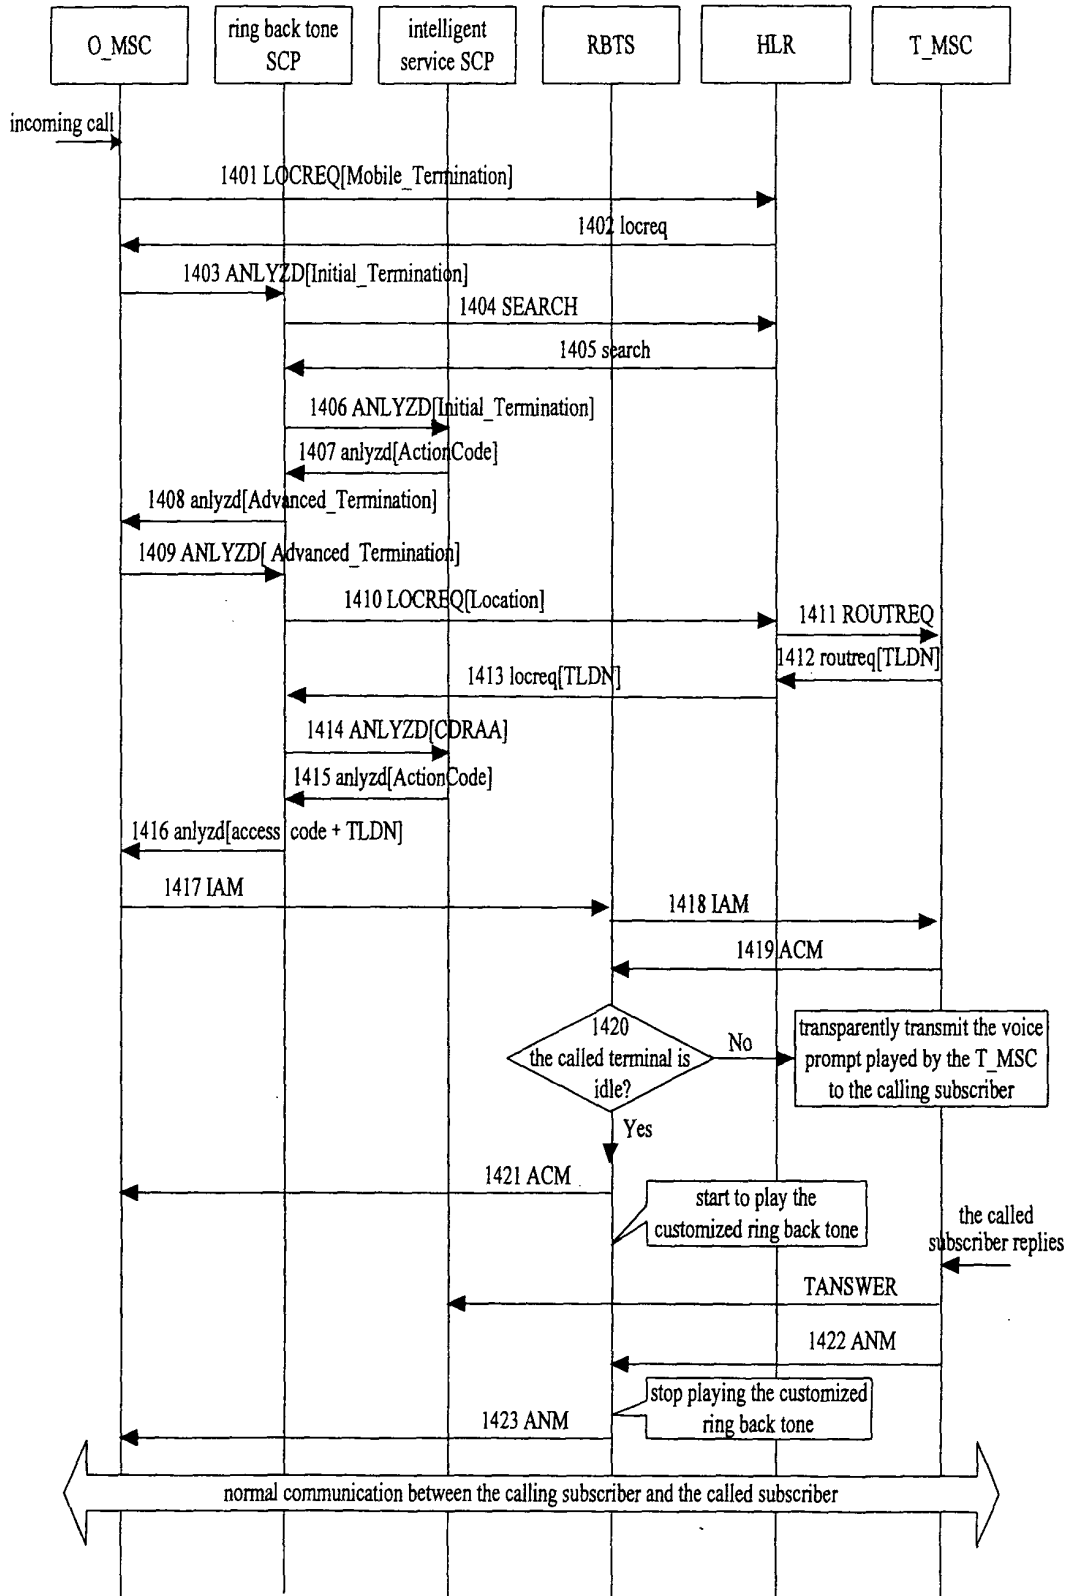 O_MSC
ring back tone
SCP
intelligent
service SCP
RBTS
HLR
T_MSC
incoming call
1401 LOCREQ[Mobile_Termination]
1402 locreq
1403 ANLYZD[Initial_Termination]
1404 SEARCH
1405 search
1406 ANLYZD[Initial_Termination]
1407 anlyzd[ActionCode]
1408 anlyzd[Advanced_Termination]
1409 ANLYZD[ Advanced_Termination]
1410 LOCREQ[Location]
1411 ROUTREQ
1412 routreq[TLDN]
1413 locreq[TLDN]
1414 ANLYZD[CDRAA]
1415 anlyzd[ActionCode]
1416 anlyzd[access code + TLDN]
1417 IAM
1418 IAM
1419 ACM
1420
the called terminal is
idle?
No
transparently transmit the voice
prompt played by the T_MSC
to the calling subscriber
Yes
1421 ACM
start to play the
customized ring back tone
the called
subscriber replies
TANSWER
1422 ANM
stop playing the customized
ring back tone
1423 ANM
normal communication between the calling subscriber and the called subscriber